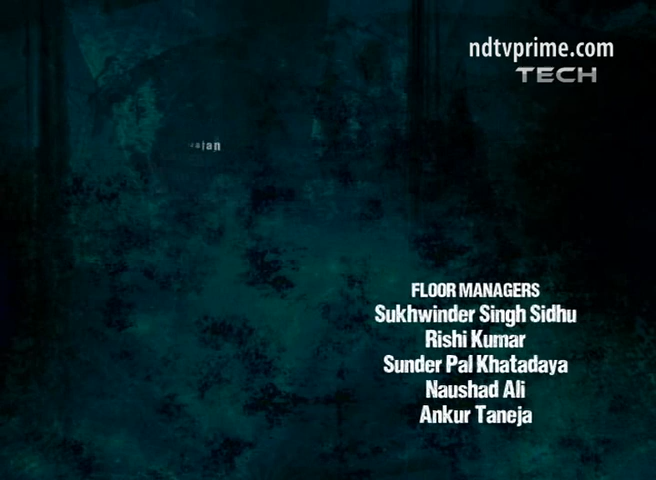 ndtvprime.com
TECH
FLOOR MANAGERS
Sukhwinder Singh Sidhu
Rishi Kumar
Sunder Pal Khatadaya
Naushad Ali
Ankur Taneja